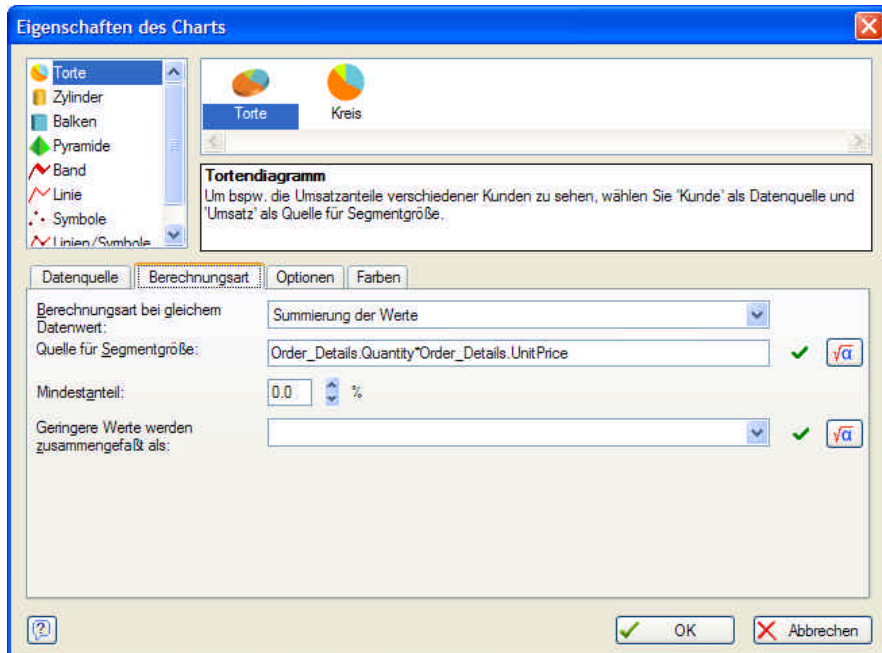 Eigenschaften des Charts
Torte
Zylinder
Balken
Pyramide
Band
Linie
Symbole
Linien/Symbole
Torte
Kreis
Tortendiagramm
Um bspw. die Umsatzanteile verschiedener Kunden zu sehen, wählen Sie 'Kunde' als Datenquelle und
'Umsatz' als Quelle für Segmentgröße.
Datenquelle
Berechnungsart
Optionen
Farben
Berechnungsart bei gleichem
Datenwert:
Summierung der Werte
Quelle für Segmentgröße:
Order_Details.Quantity*Order_Details.UnitPrice
√α
Mindestanteil:
0.0
%
Geringere Werte werden
zusammengefaßt als:
√α
?
OK
Abbrechen